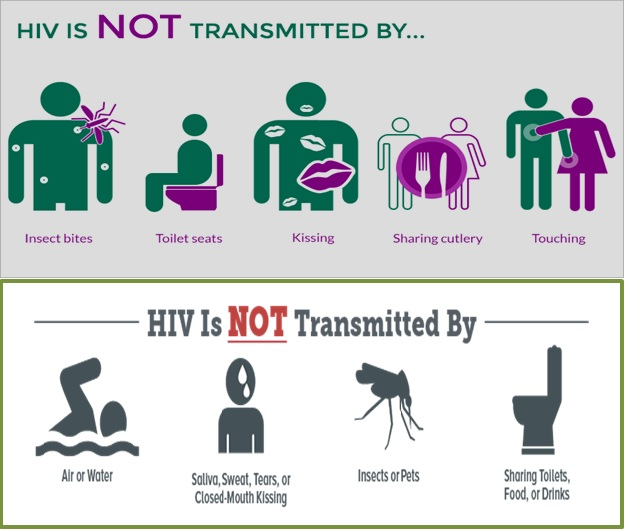 HIV IS NOT TRANSMITTED BY...
Insect bites
Toilet seats
Kissing
Sharing cutlery
Touching
HIV Is NOT Transmitted By
Air or Water
Saliva, Sweat, Tears, or
Closed-Mouth Kissing
Insects or Pets
Sharing Toilets,
Food, or Drinks